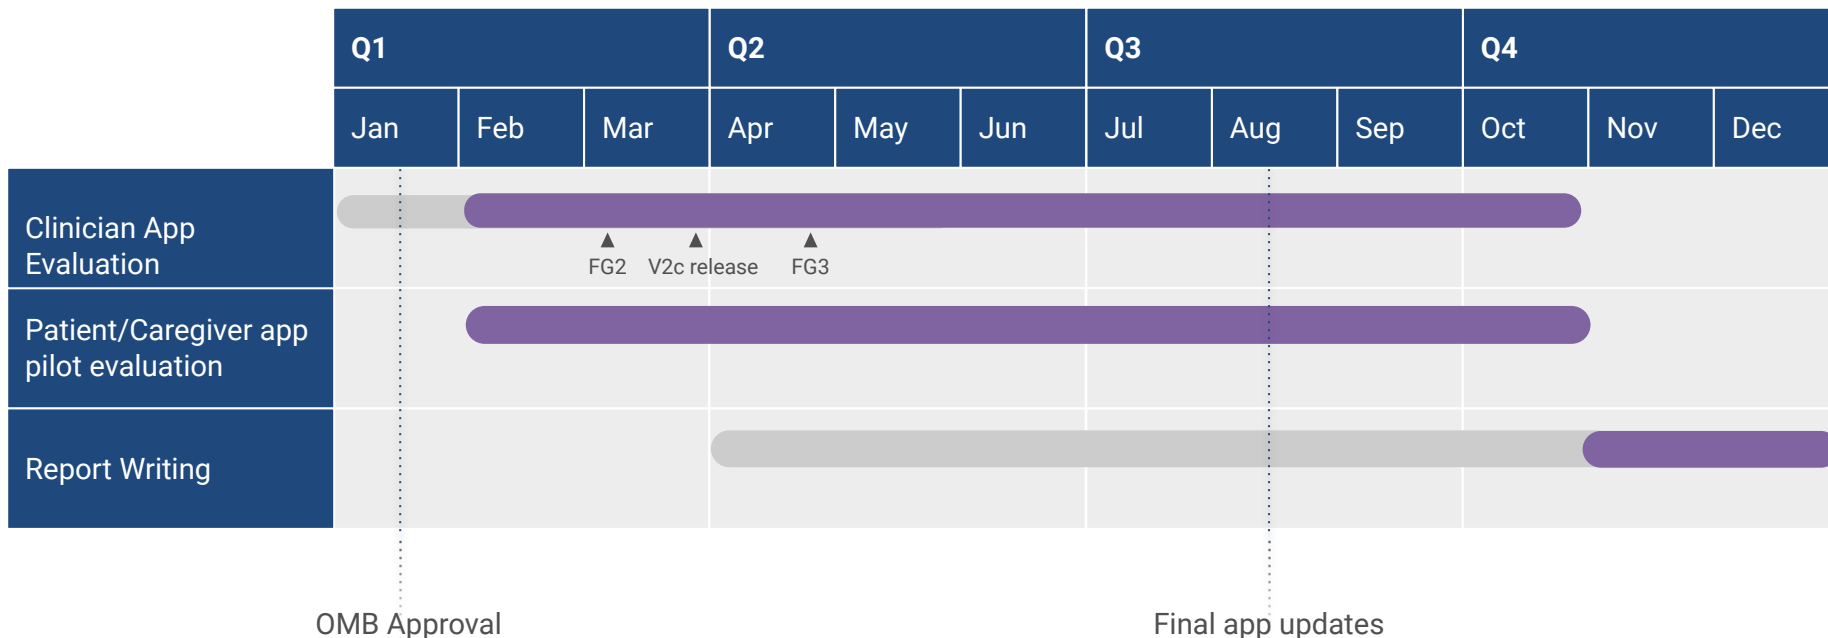 Q1 Q2 Q3 Q4
Jan Feb Mar Apr May Jun Jul Aug Sep Oct Nov Dec
Clinician App
Evaluation
FG2 V2c release FG3
Patient/Caregiver app
pilot evaluation
Report Writing
OMB Approval Final app updates